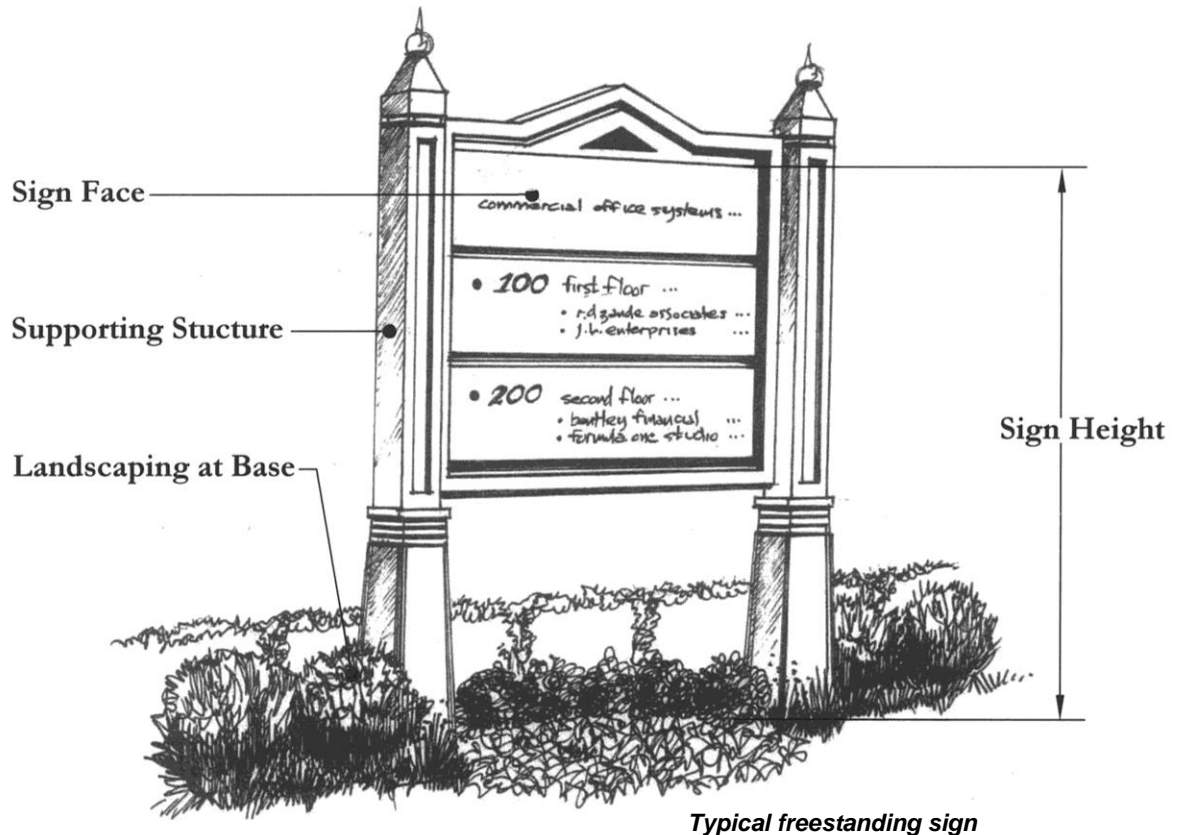 Sign Face
commercial office systems ...
• 100 first floor ...
• r.d zande associates ...
• j.h. enterprises ...
Supporting Stucture
• 200 second floor ...
• bentley financial ...
• formula one studio ...
Sign Height
Landscaping at Base
Typical freestanding sign